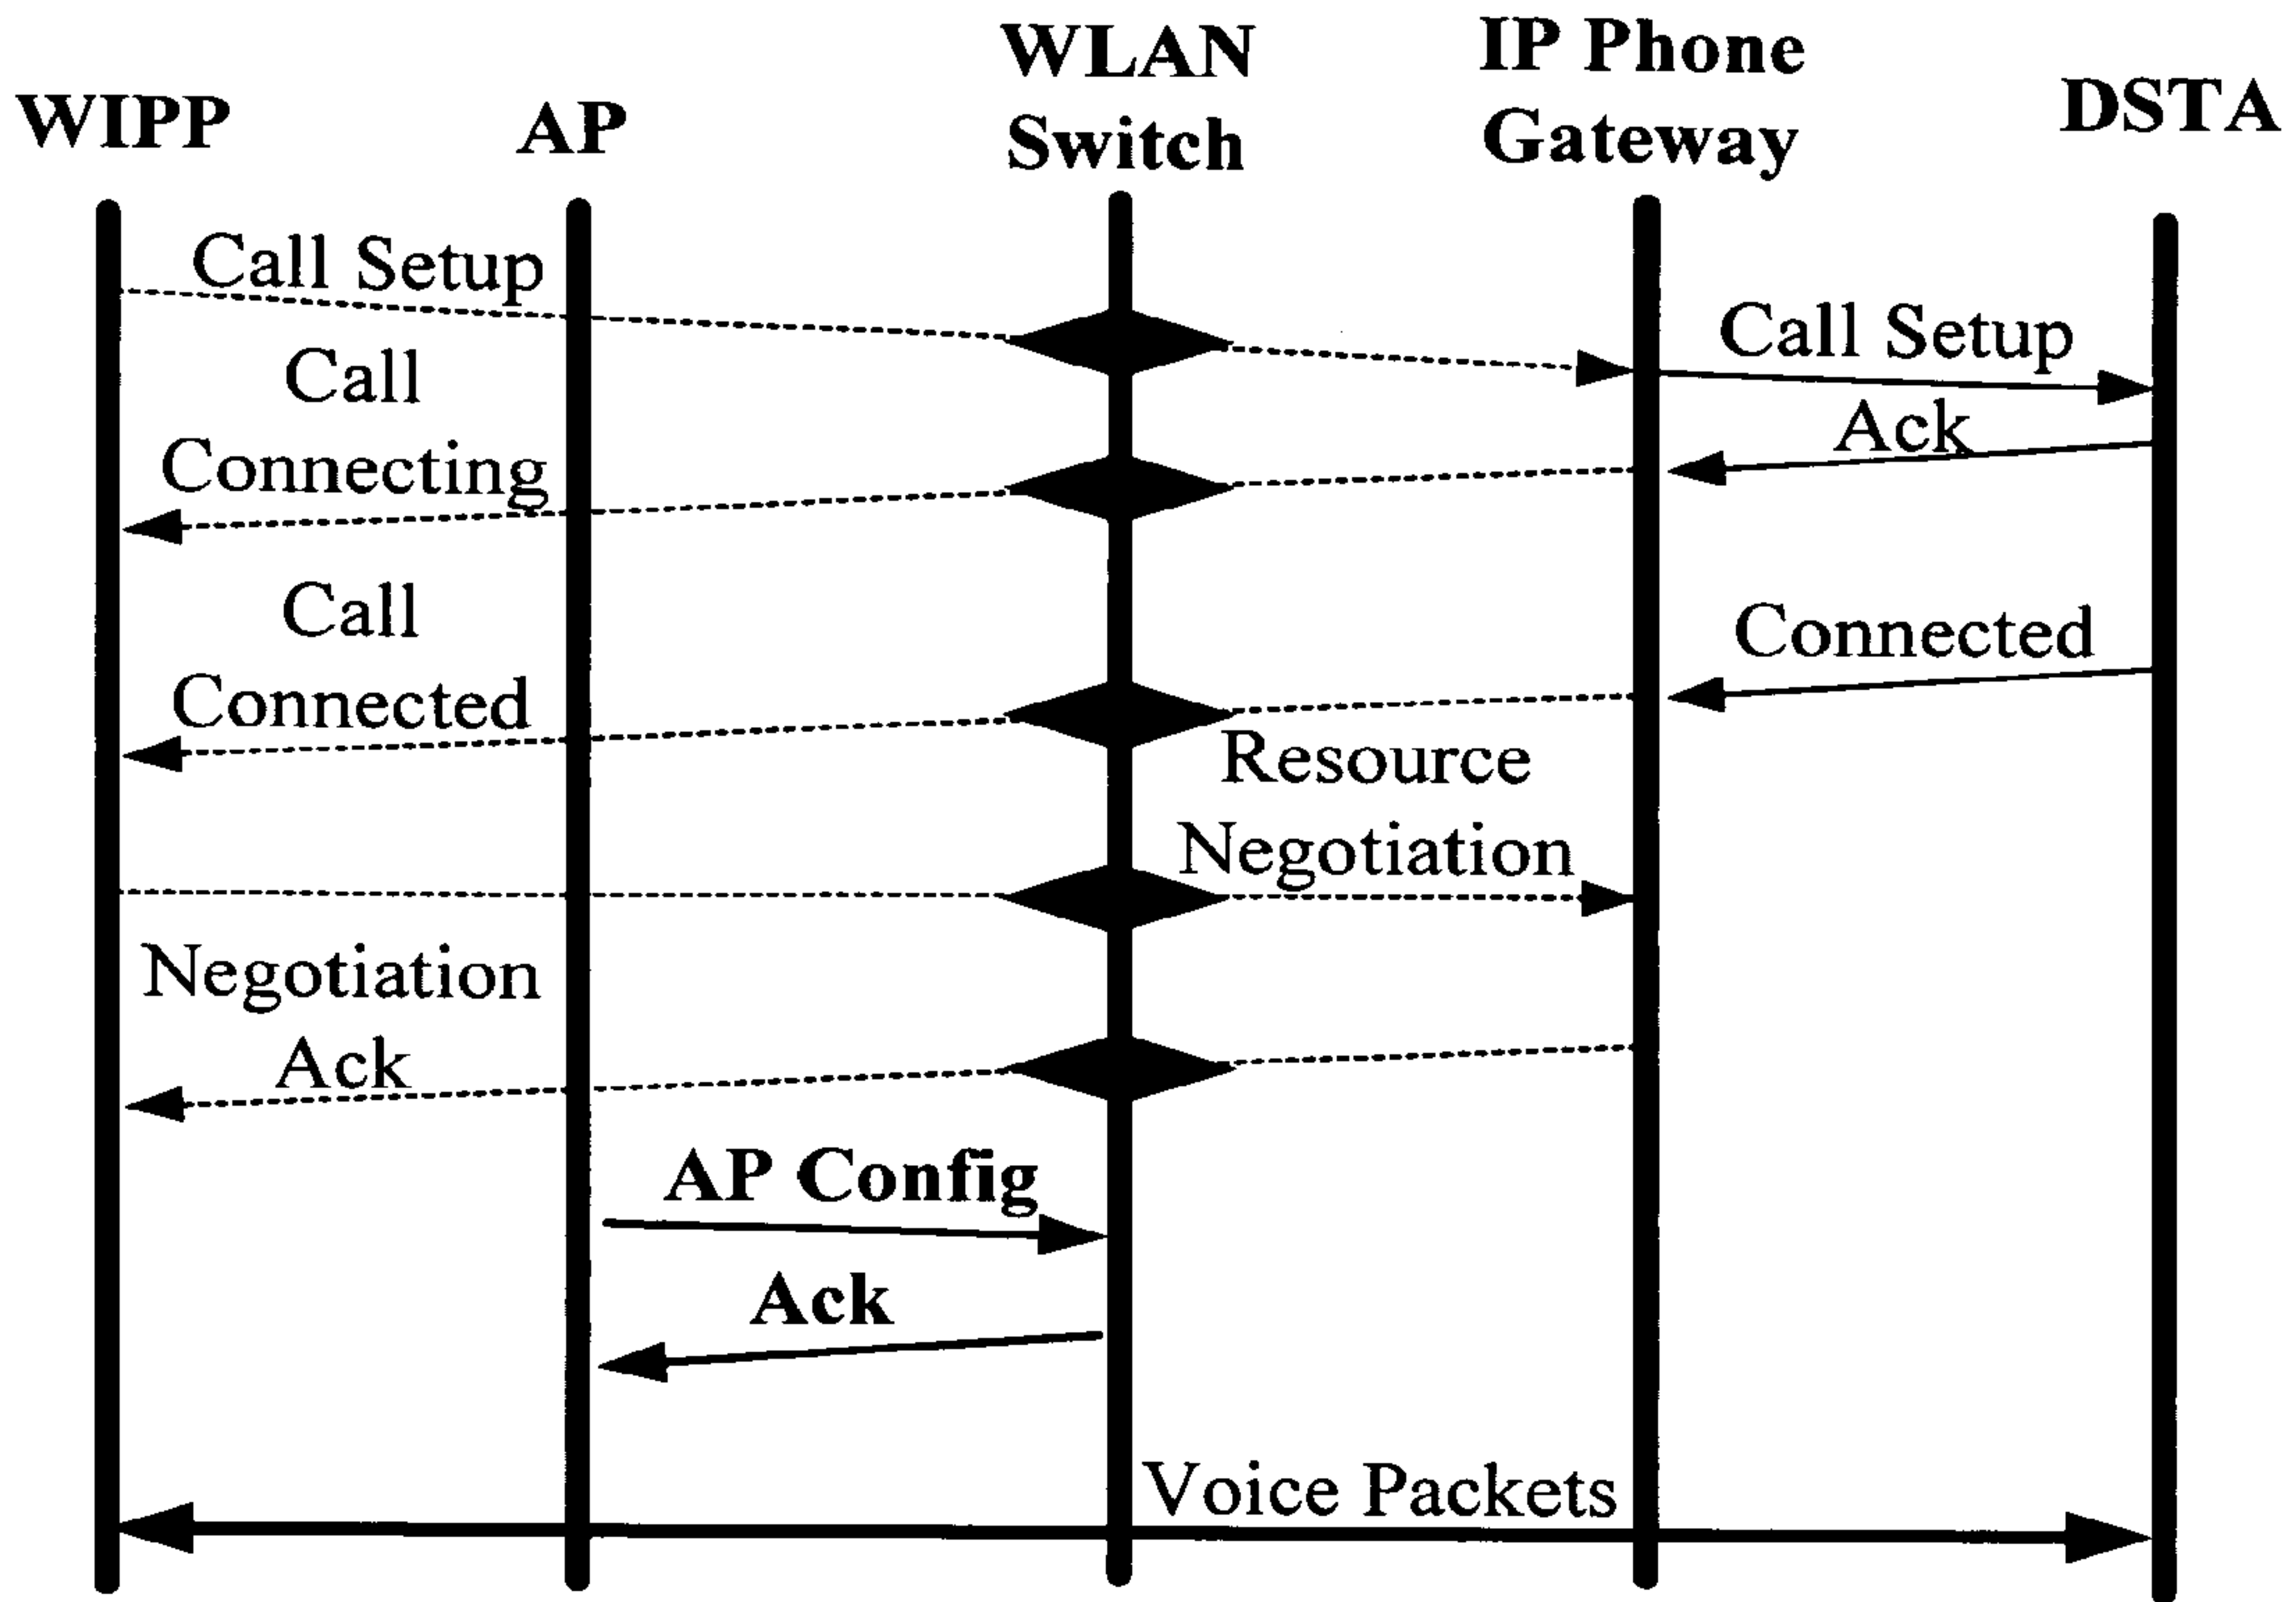 WIPP
AP
WLAN
Switch
IP Phone
Gateway
DSTA
Call Setup
Call Setup
Call
Connecting
Ack
Call
Connected
Connected
Resource
Negotiation
Negotiation
Ack
AP Config
Ack
Voice Packets